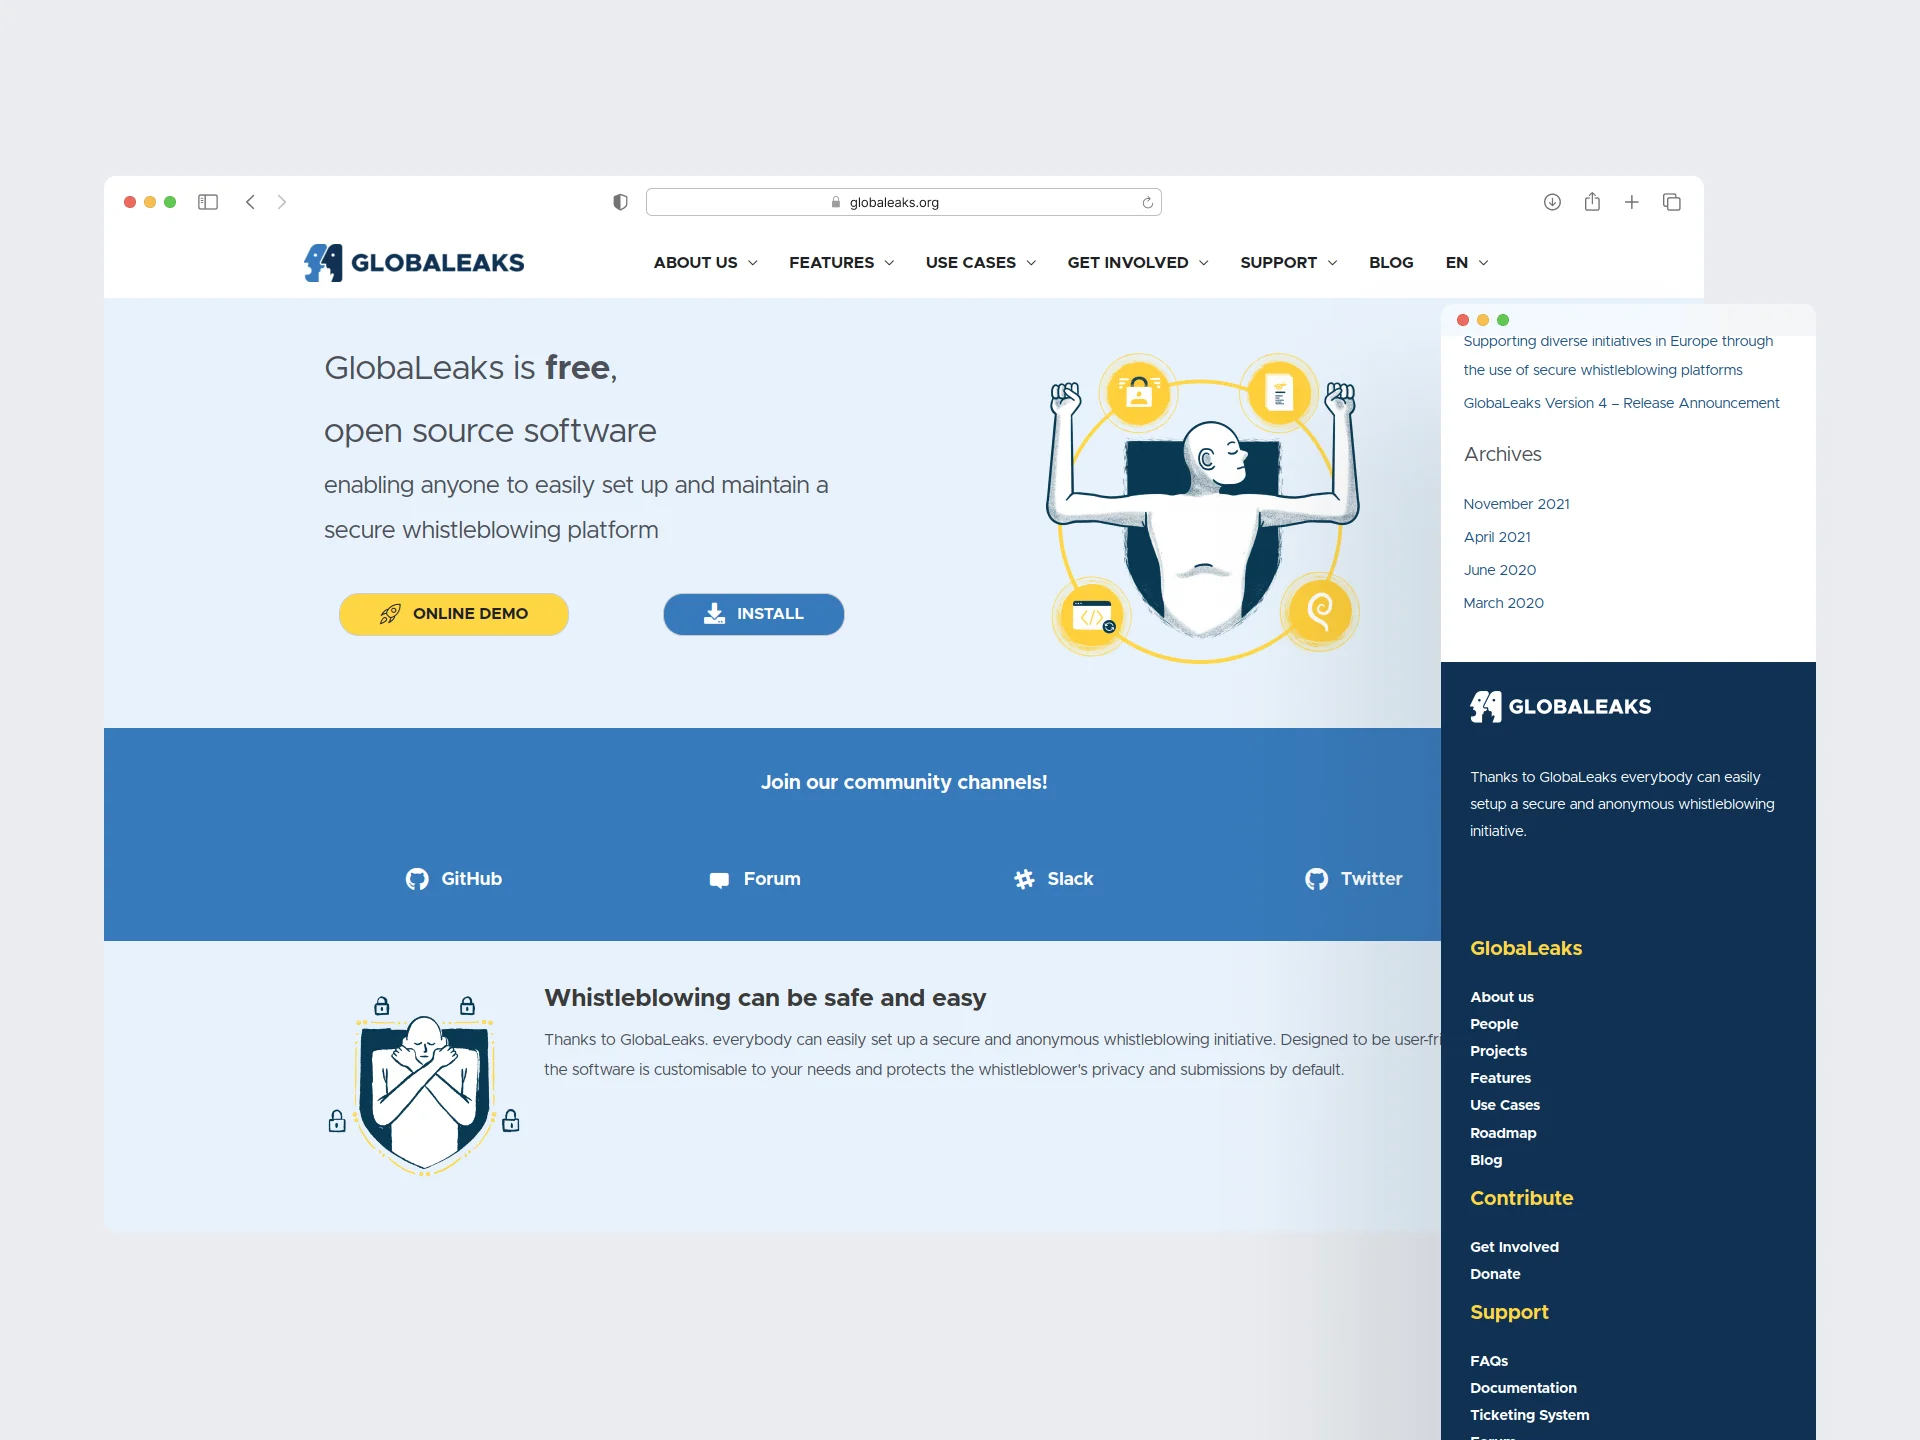 globaleaks.org
GLOBALEAKS
ABOUT US
FEATURES
USE CASES
GET INVOLVED
SUPPORT
BLOG
EN
GlobaLeaks is free,
open source software
enabling anyone to easily set up and maintain a
secure whistleblowing platform
ONLINE DEMO
INSTALL
Join our community channels!
GitHub
Forum
Slack
Twitter
Whistleblowing can be safe and easy
Thanks to GlobaLeaks. everybody can easily set up a secure and anonymous whistleblowing initiative. Designed to be user-fri
the software is customisable to your needs and protects the whistleblower's privacy and submissions by default.
Supporting diverse initiatives in Europe through
the use of secure whistleblowing platforms
GlobaLeaks Version 4 – Release Announcement
Archives
November 2021
April 2021
June 2020
March 2020
GLOBALEAKS
Thanks to GlobaLeaks everybody can easily
setup a secure and anonymous whistleblowing
initiative.
GlobaLeaks
About us
People
Projects
Features
Use Cases
Roadmap
Blog
Contribute
Get Involved
Donate
Support
FAQs
Documentation
Ticketing System